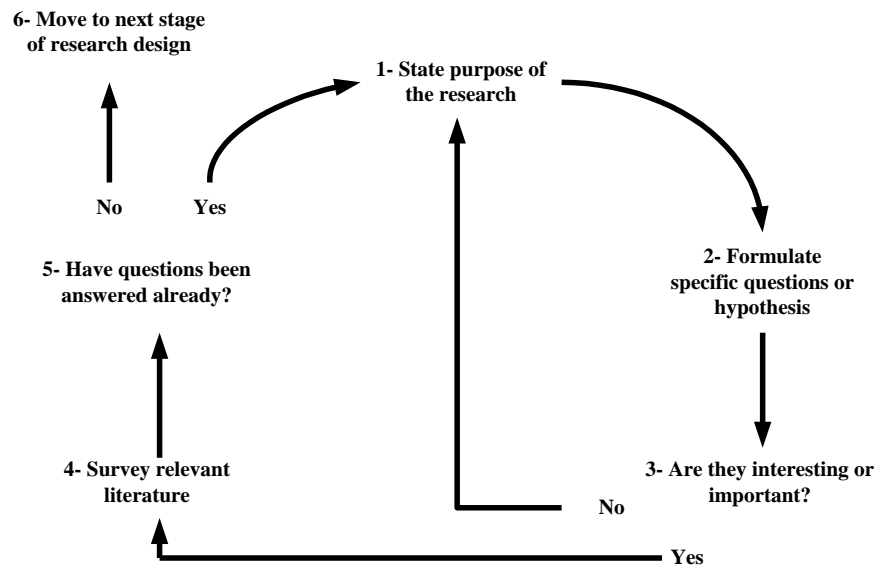 6- Move to next stage
of research design
1- State purpose of
the research
No
Yes
2- Formulate
specific questions or
hypothesis
5- Have questions been
answered already?
3- Are they interesting or
important?
4- Survey relevant
literature
No
Yes